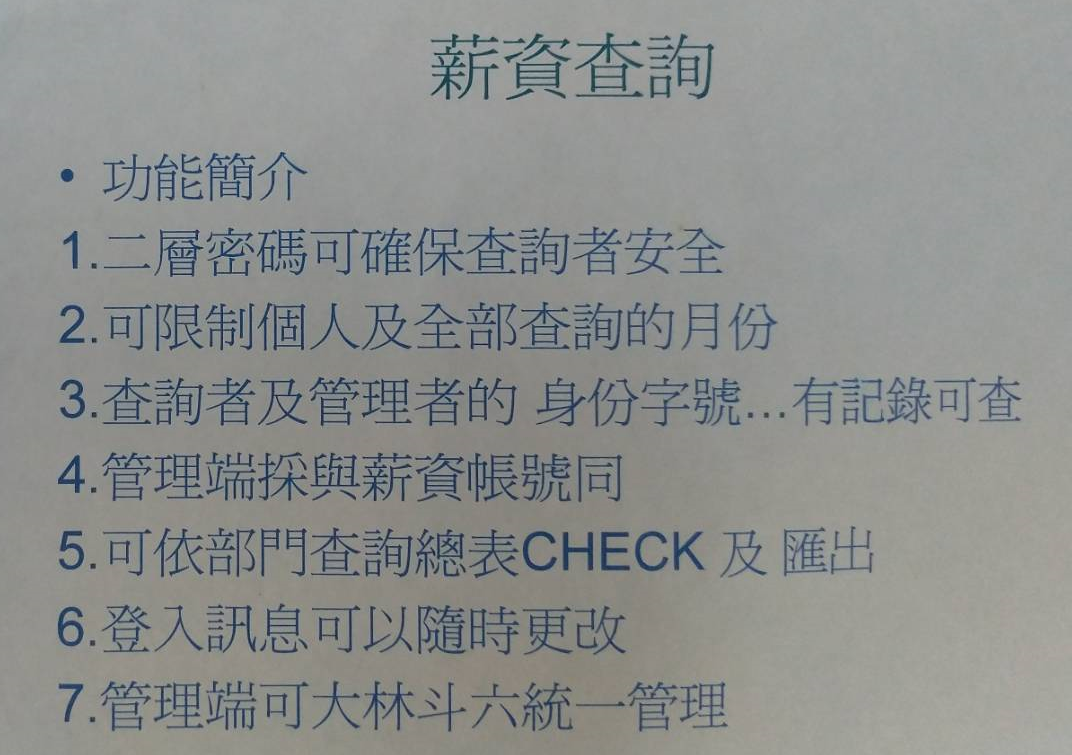 薪資查詢
• 功能簡介
1.二層密碼可確保查詢者安全
2.可限制個人及全部查詢的月份
3.查詢者及管理者的 身份字號...有記錄可查
4.管理端採與薪資帳號同
5.可依部門查詢總表CHECK 及 匯出
6.登入訊息可以隨時更改
7.管理端可大林斗六統一管理